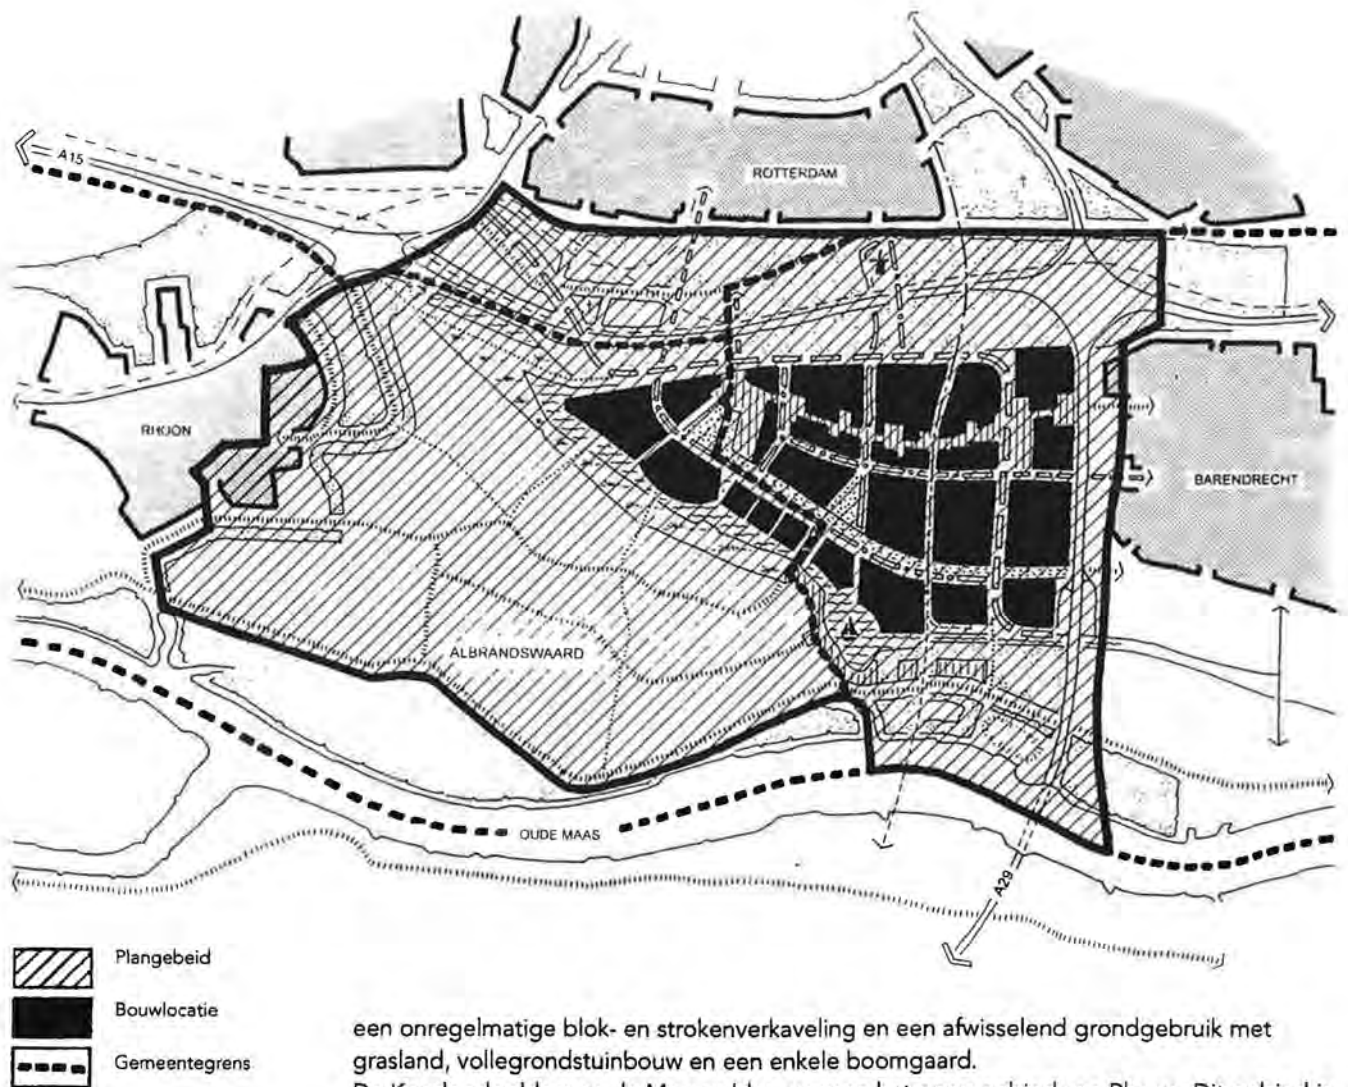 A15
ROTTERDAM
RHOON
BARENDRECHT
ALBRANDSWAARD
OUDE MAAS
A29
Plangebeid
Bouwlocatie
Gemeentegrens
een onregelmatige blok- en strokenverkaveling en een afwisselend grondgebruik met
grasland, vollegrondstuinbouw en een enkele boomgaard.